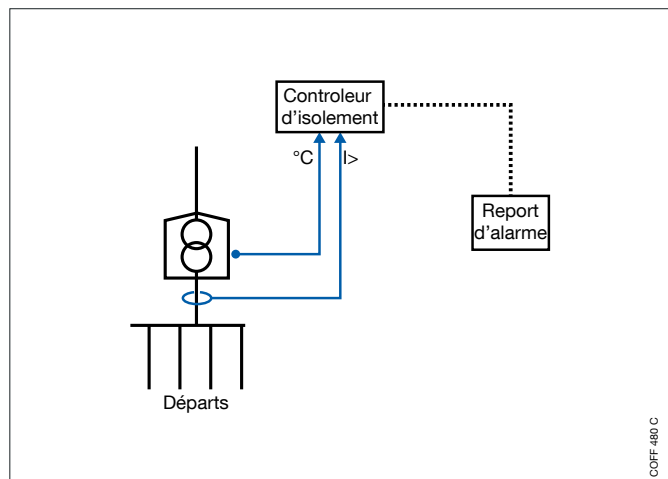 Controleur
d'isolement
°C
I>
Report
d'alarme
Départs
COFF 480 C